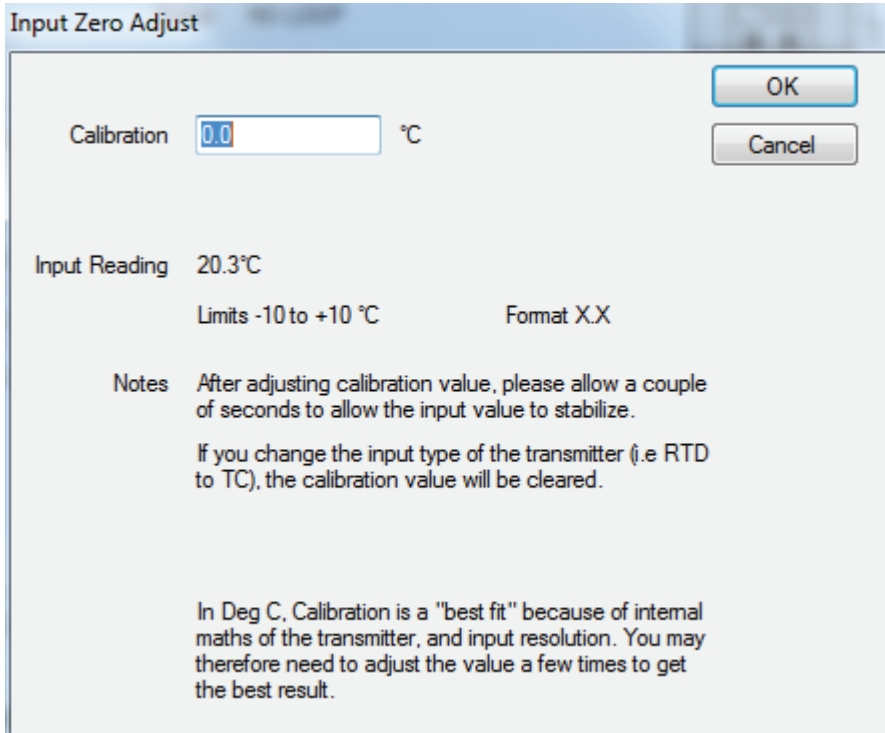 Input Zero Adjust
OK
Calibration 0.0 °C
Cancel
Input Reading 20.3°C
Limits -10 to +10 °C Format X.X
Notes After adjusting calibration value, please allow a couple
of seconds to allow the input value to stabilize.
If you change the input type of the transmitter (i.e RTD
to TC), the calibration value will be cleared.
In Deg C, Calibration is a "best fit" because of internal
maths of the transmitter, and input resolution. You may
therefore need to adjust the value a few times to get
the best result.